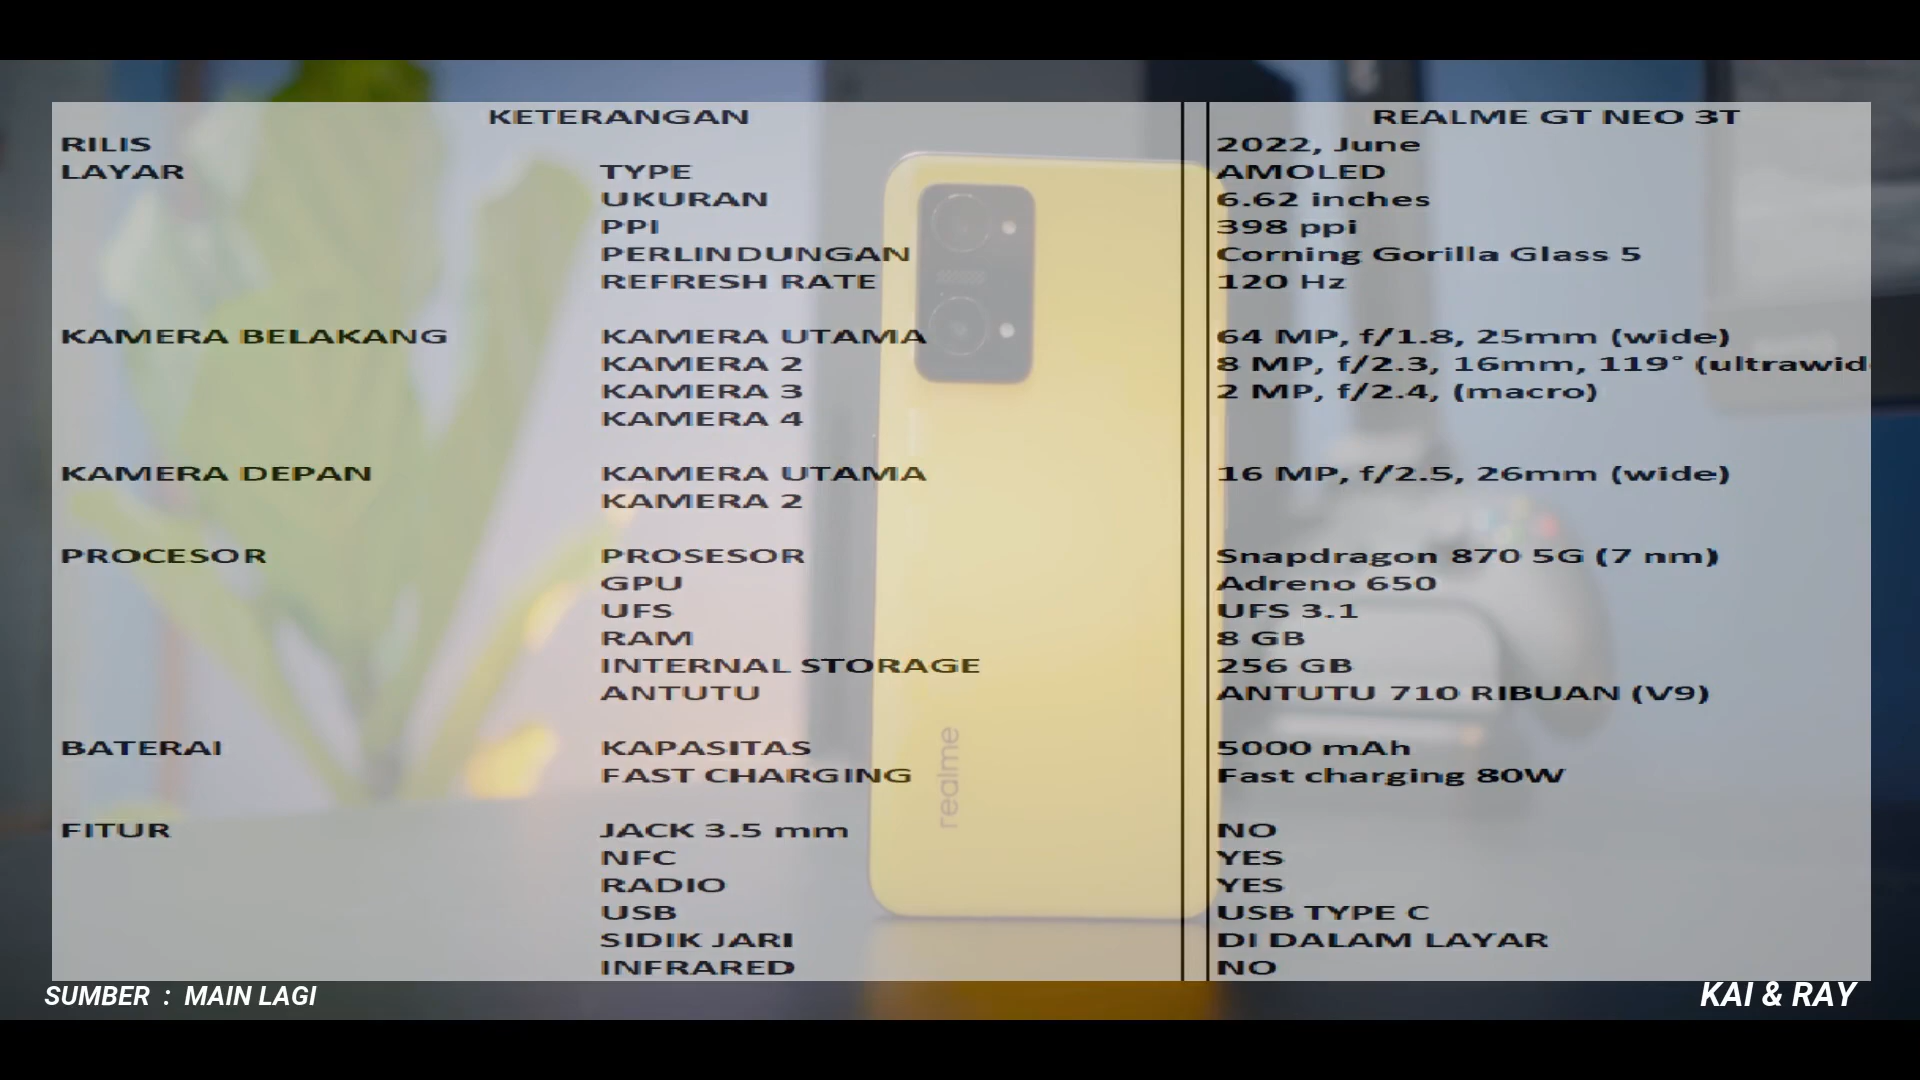 KETERANGAN REALME GT NEO 3T
RILIS 2022, June
LAYAR TYPE AMOLED
UKURAN 6.62 inches
PPI 398 ppi
PERLINDUNGAN Corning Gorilla Glass 5
REFRESH RATE 120 Hz
KAMERA BELAKANG KAMERA UTAMA 64 MP, f/1.8, 25mm (wide)
KAMERA 2 8 MP, f/2.3, 16mm, 119° (ultrawid
KAMERA 3 2 MP, f/2.4, (macro)
KAMERA 4
KAMERA DEPAN KAMERA UTAMA 16 MP, f/2.5, 26mm (wide)
KAMERA 2
PROCESOR PROSESOR Snapdragon 870 5G (7 nm)
GPU Adreno 650
UFS UFS 3.1
RAM 8 GB
INTERNAL STORAGE 256 GB
ANTUTU ANTUTU 710 RIBUAN (V9)
BATERAI KAPASITAS 5000 mAh
FAST CHARGING Fast charging 80W
realme
FITUR JACK 3.5 mm NO
NFC YES
RADIO YES
USB USB TYPE C
SIDIK JARI DI DALAM LAYAR
INFRARED NO
SUMBER : MAIN LAGI KAI & RAY